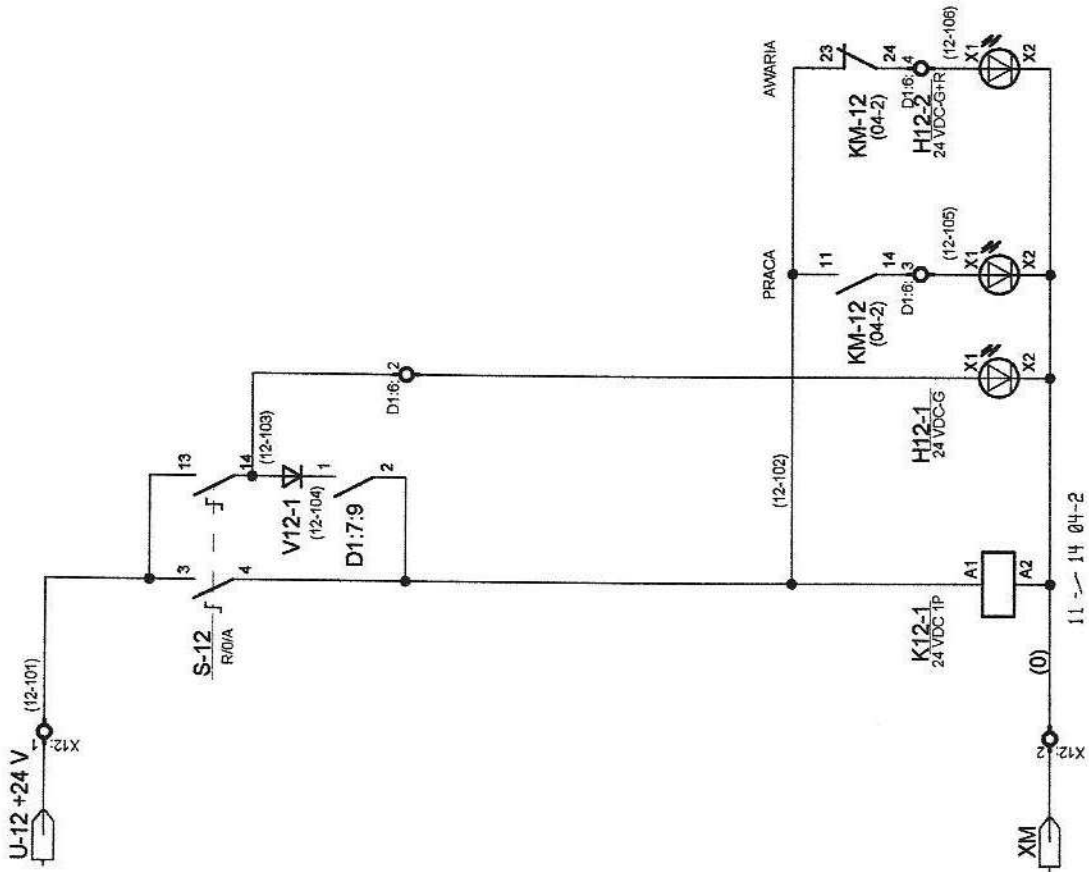 U-12 +24 V
X12: 1
(12-101)
S-12
R/0/A
3
4
13
14
(12-103)
V12-1
(12-104)
1
D1:7:9
2
D1:6: 2
(12-102)
PRACA
AWARIA
11
14
KM-12
(04-2)
D1:6: 3
(12-105)
23
24
KM-12
(04-2)
D1:6: 4
(12-106)
K12-1
24 VDC 1P
A1
A2
H12-1
24 VDC-G
X1
X2
X1
X2
H12-2
24 VDC-G+R
X1
X2
XM
X12: 2
(0)
11 14 04-2